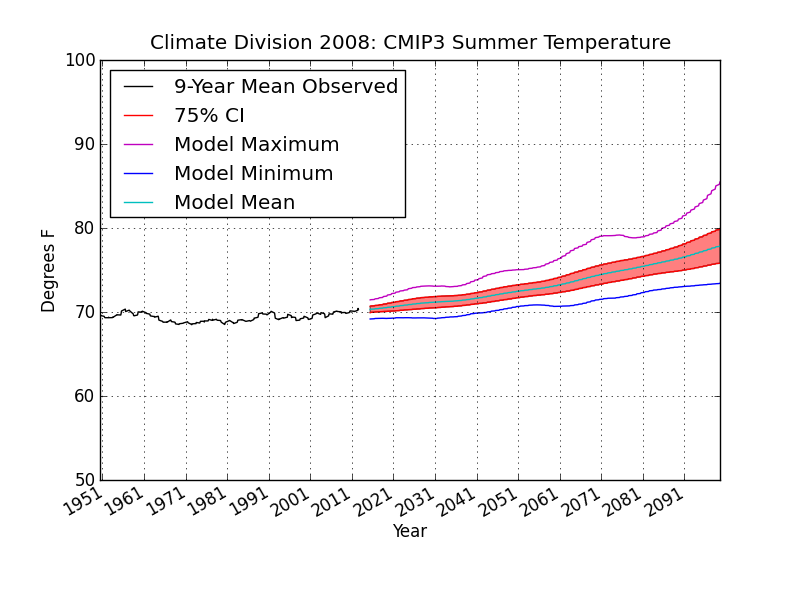 Climate Division 2008: CMIP3 Summer Temperature
100
90
80
70
60
50
Degrees F
9-Year Mean Observed
75% CI
Model Maximum
Model Minimum
Model Mean
1951 1961 1971 1981 1991 2001 2011 2021 2031 2041 2051 2061 2071 2081 2091
Year